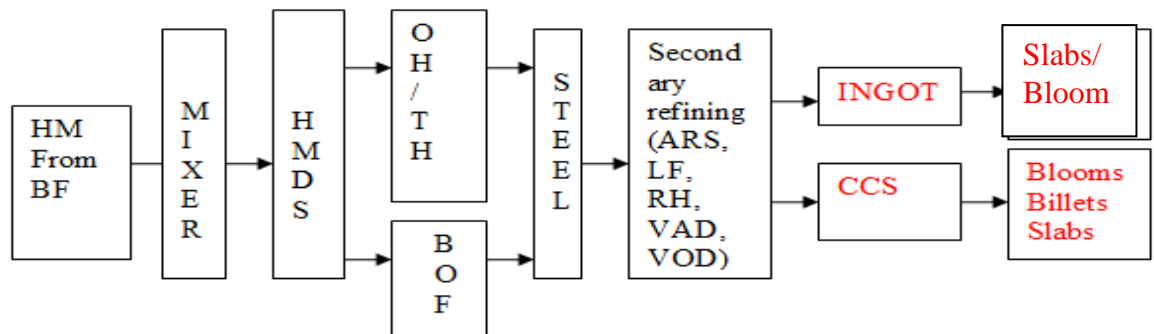 HM
From
BF
M
I
X
E
R
H
M
D
S
O
H
/
T
H
B
O
F
S
T
E
E
L
Second
ary
refining
(ARS,
LF,
RH,
VAD,
VOD)
INGOT
CCS
Slabs/
Bloom
Blooms
Billets
Slabs